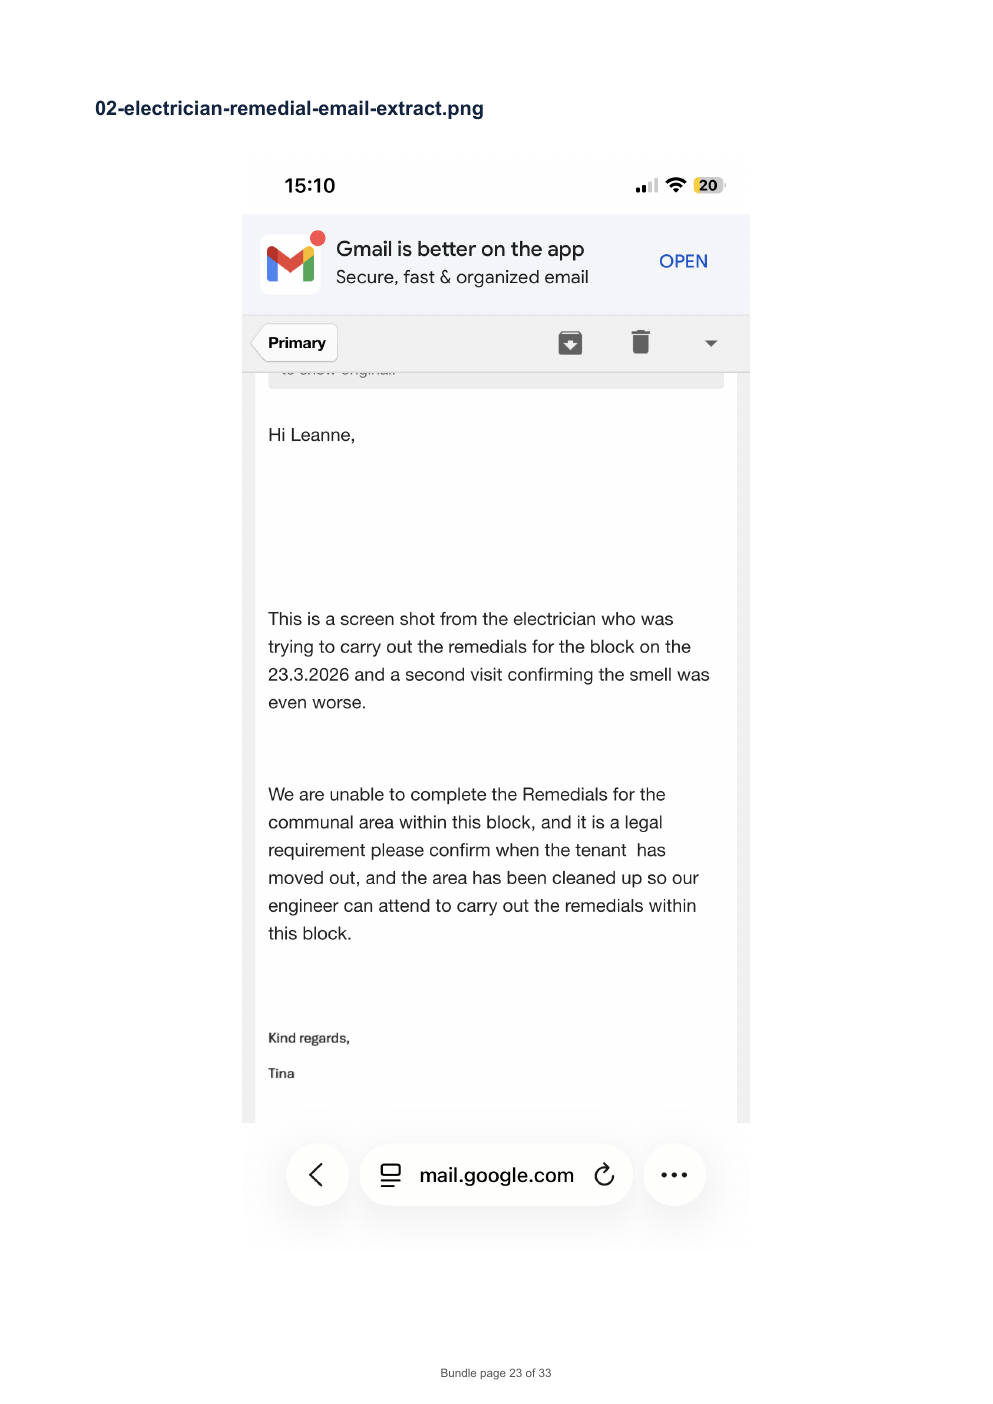 02-electrician-remedial-email-extract.png
15:10
20
Gmail is better on the app
Secure, fast & organized email
OPEN
Primary
to show original.
Hi Leanne,
This is a screen shot from the electrician who was
trying to carry out the remedials for the block on the
23.3.2026 and a second visit confirming the smell was
even worse.
We are unable to complete the Remedials for the
communal area within this block, and it is a legal
requirement please confirm when the tenant  has
moved out, and the area has been cleaned up so our
engineer can attend to carry out the remedials within
this block.
Kind regards,
Tina
mail.google.com
Bundle page 23 of 33